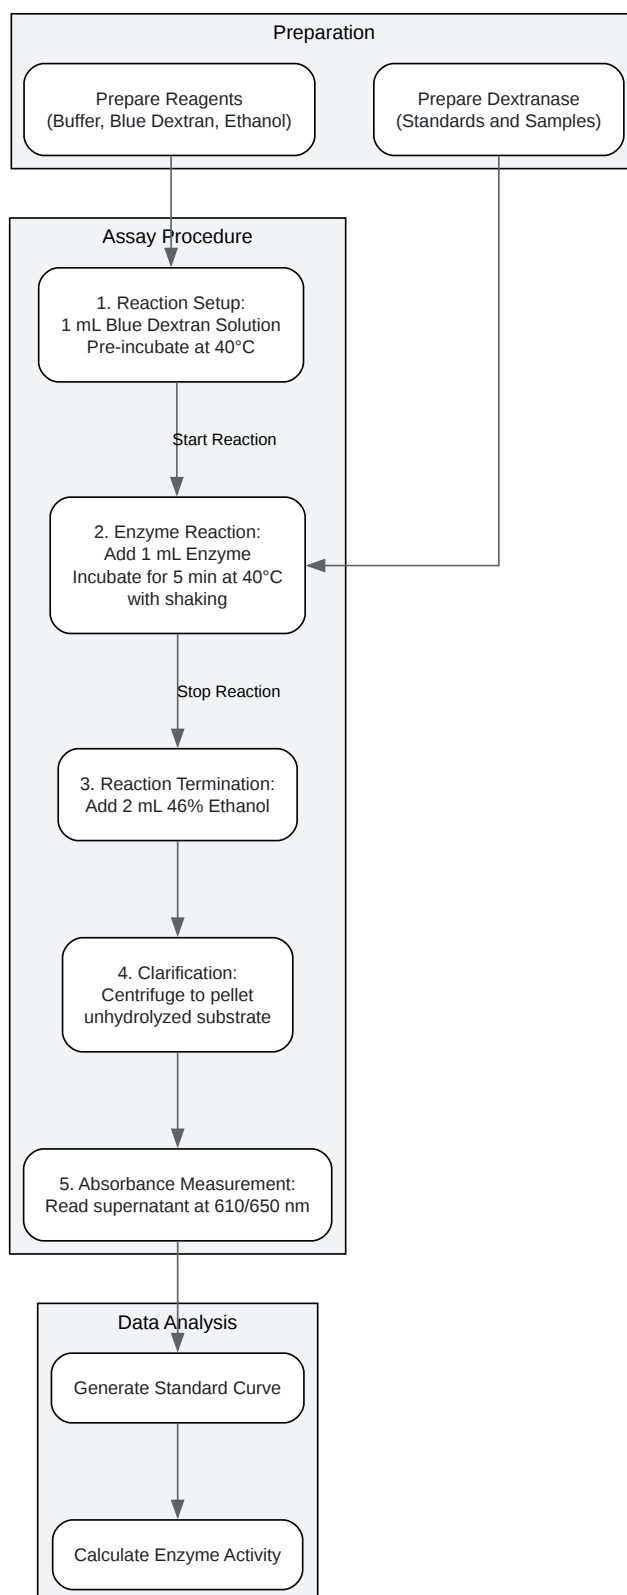 Preparation
Prepare Reagents
(Buffer, Blue Dextran, Ethanol)
Prepare Dextranase
(Standards and Samples)
Assay Procedure
1. Reaction Setup:
1 mL Blue Dextran Solution
Pre-incubate at 40°C
Start Reaction
2. Enzyme Reaction:
Add 1 mL Enzyme
Incubate for 5 min at 40°C
with shaking
Stop Reaction
3. Reaction Termination:
Add 2 mL 46% Ethanol
4. Clarification:
Centrifuge to pellet
unhydrolyzed substrate
5. Absorbance Measurement:
Read supernatant at 610/650 nm
Data Analysis
Generate Standard Curve
Calculate Enzyme Activity